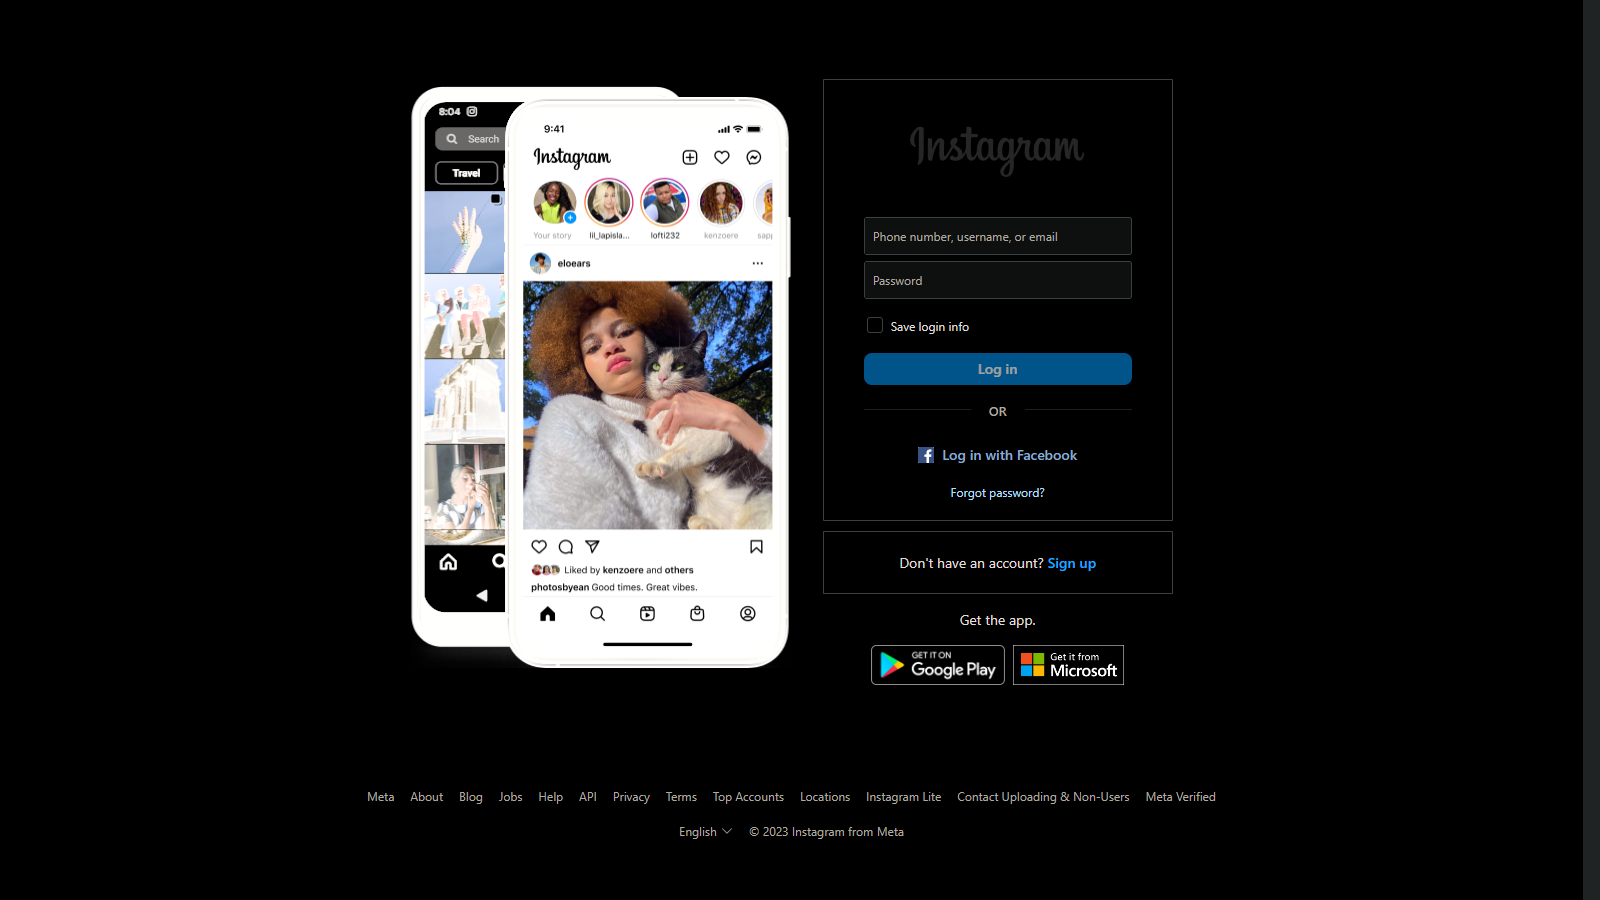 8:04
Search
Travel
9:41
Instagram
Your story
lil_lapisla...
lofti232
kenzoere
sapp
eloears
Liked by kenzoere and others
photosbyean Good times. Great vibes.
Instagram
Phone number, username, or email
Password
Save login info
Log in
OR
Log in with Facebook
Forgot password?
Don't have an account? Sign up
Get the app.
GET IT ON
Google Play
Get it from
Microsoft
Meta About Blog Jobs Help API Privacy Terms Top Accounts Locations Instagram Lite Contact Uploading & Non-Users Meta Verified
English © 2023 Instagram from Meta